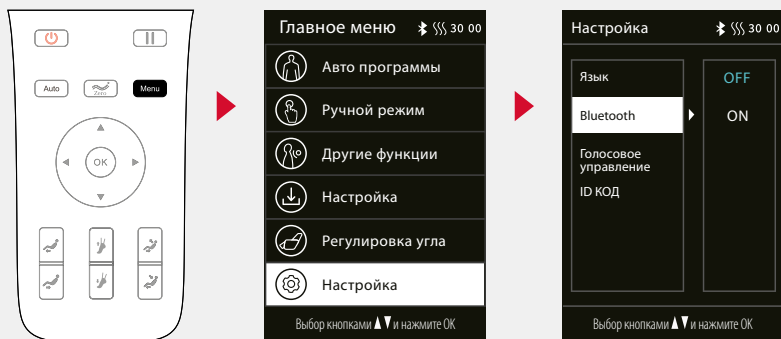 Auto
Zero
Menu
OK
Главное меню 30 00
Авто программы
Ручной режим
Другие функции
Настройка
Регулировка угла
Настройка
Выбор кнопками ▲▼ и нажмите OK
Настройка 30 00
Язык
Bluetooth
Голосовое
управление
ID КОД
OFF
ON
Выбор кнопками ▲▼ и нажмите OK